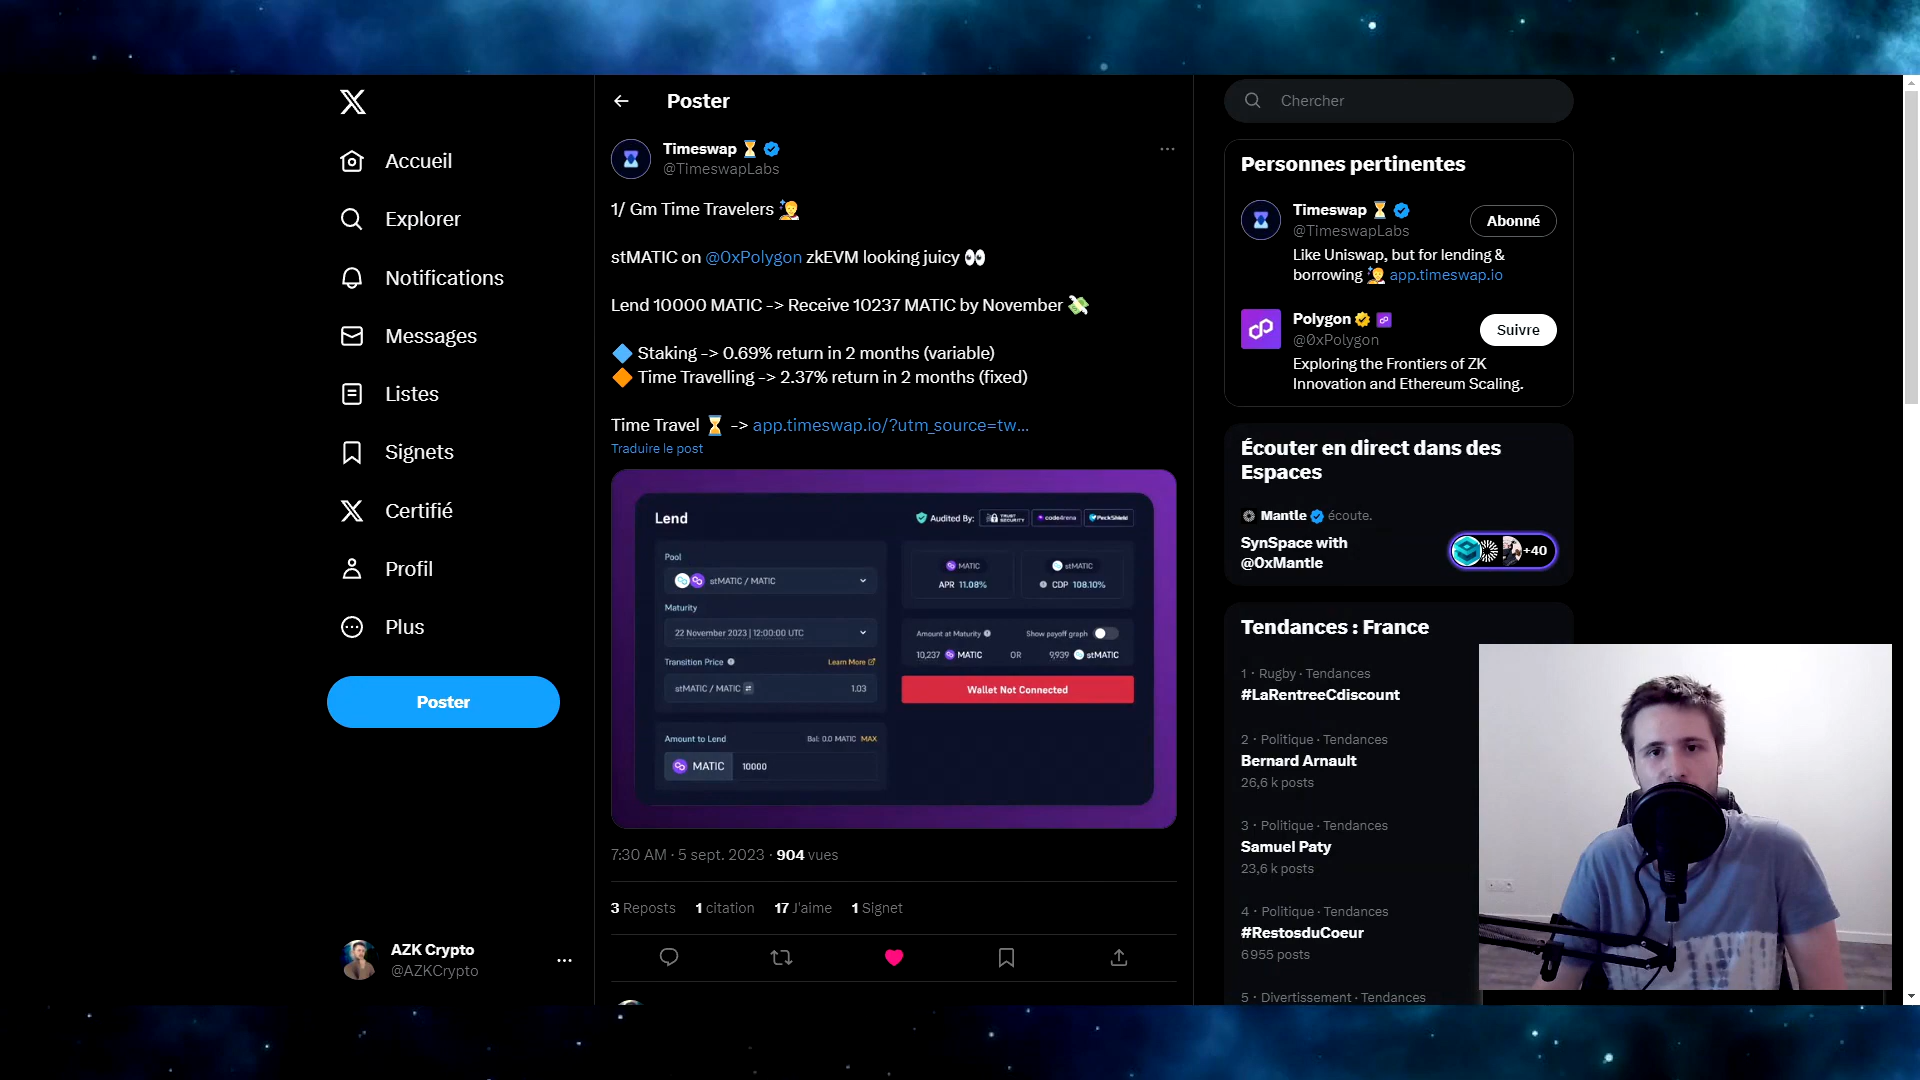 Accueil
Explorer
Notifications
Messages
Listes
Signets
Certifié
Profil
Plus
Poster
AZK Crypto
@AZKCrypto
Poster
Timeswap
@TimeswapLabs
1/ Gm Time Travelers
stMATIC on @0xPolygon zkEVM looking juicy
Lend 10000 MATIC -> Receive 10237 MATIC by November
Staking -> 0.69% return in 2 months (variable)
Time Travelling -> 2.37% return in 2 months (fixed)
Time Travel -> app.timeswap.io/?utm_source=tw...
Traduire le post
Lend
Audited By: TRUST SECURITY code4rena PeckShield
Pool
stMATIC / MATIC
Maturity
22 November 2023 | 12:00:00 UTC
Transition Price Learn More
stMATIC / MATIC 1.03
Amount to Lend Bal: 0.0 MATIC MAX
MATIC 10000
MATIC stMATIC
APR 11.08% CDP 108.10%
Amount at Maturity Show payoff graph
10,237 MATIC OR 9,939 stMATIC
Wallet Not Connected
7:30 AM · 5 sept. 2023 · 904 vues
3 Reposts 1 citation 17 J'aime 1 Signet
Chercher
Personnes pertinentes
Timeswap
@TimeswapLabs
Abonné
Like Uniswap, but for lending &
borrowing app.timeswap.io
Polygon
@0xPolygon
Suivre
Exploring the Frontiers of ZK
Innovation and Ethereum Scaling.
Écouter en direct dans des
Espaces
Mantle écoute.
SynSpace with
@0xMantle
+40
Tendances : France
1 · Rugby · Tendances
#LaRentreeCdiscount
2 · Politique · Tendances
Bernard Arnault
26,6 k posts
3 · Politique · Tendances
Samuel Paty
23,6 k posts
4 · Politique · Tendances
#RestosduCoeur
6 955 posts
5 · Divertissement · Tendances